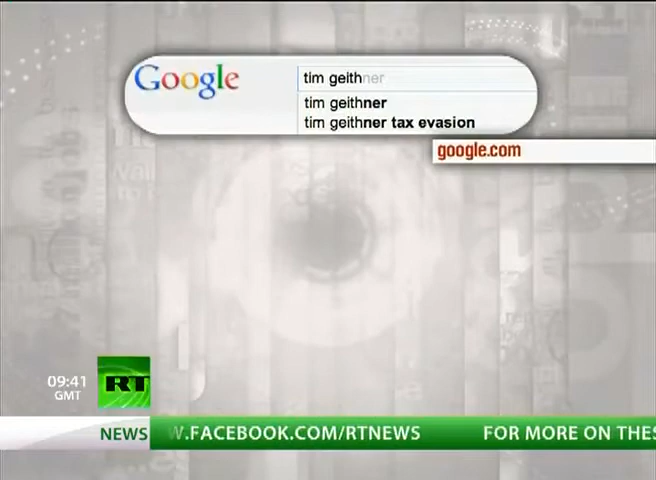 Google
tim geithner
tim geithner
tim geithner tax evasion
google.com
09:41
GMT
RT
NEWS
W.FACEBOOK.COM/RTNEWS
FOR MORE ON THES